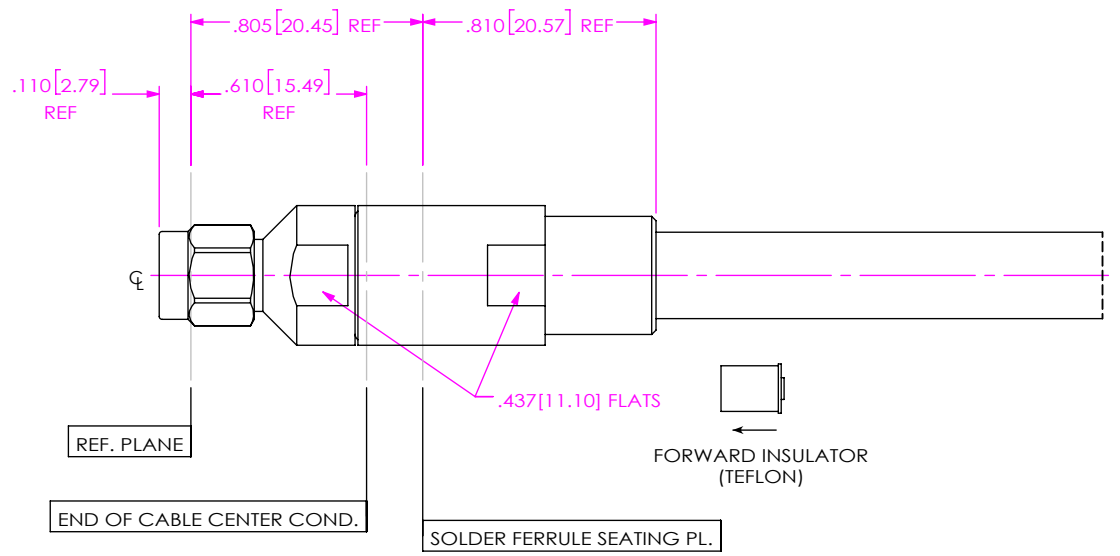 .805[20.45] REF
.810[20.57] REF
.110[2.79]
REF
.610[15.49]
REF
℄
.437[11.10] FLATS
REF. PLANE
FORWARD INSULATOR
(TEFLON)
END OF CABLE CENTER COND.
SOLDER FERRULE SEATING PL.